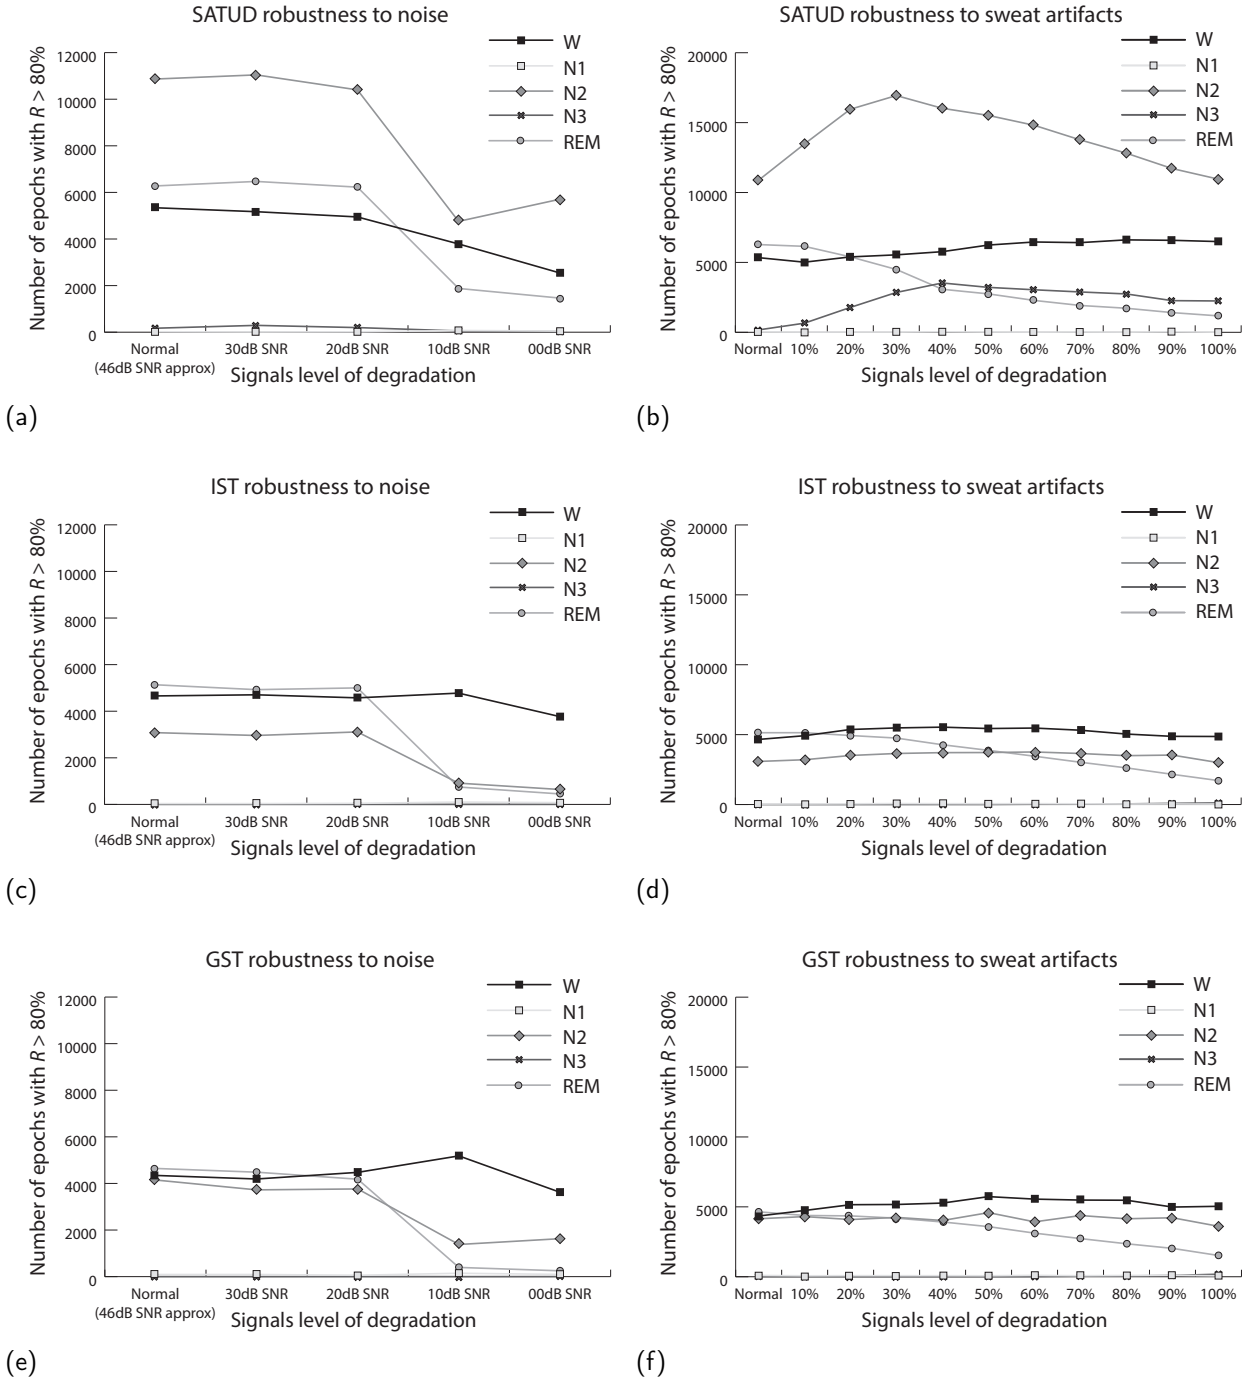 SATUD robustness to noise
Number of epochs with R > 80%
12000
10000
8000
6000
4000
2000
0
W
N1
N2
N3
REM
Normal 30dB SNR 20dB SNR 10dB SNR 00dB SNR
(46dB SNR approx)
Signals level of degradation
(a)
SATUD robustness to sweat artifacts
Number of epochs with R > 80%
20000
15000
10000
5000
0
W
N1
N2
N3
REM
Normal 10% 20% 30% 40% 50% 60% 70% 80% 90% 100%
Signals level of degradation
(b)
IST robustness to noise
Number of epochs with R > 80%
12000
10000
8000
6000
4000
2000
0
W
N1
N2
N3
REM
Normal 30dB SNR 20dB SNR 10dB SNR 00dB SNR
(46dB SNR approx)
Signals level of degradation
(c)
IST robustness to sweat artifacts
Number of epochs with R > 80%
20000
15000
10000
5000
0
W
N1
N2
N3
REM
Normal 10% 20% 30% 40% 50% 60% 70% 80% 90% 100%
Signals level of degradation
(d)
GST robustness to noise
Number of epochs with R > 80%
12000
10000
8000
6000
4000
2000
0
W
N1
N2
N3
REM
Normal 30dB SNR 20dB SNR 10dB SNR 00dB SNR
(46dB SNR approx)
Signals level of degradation
(e)
GST robustness to sweat artifacts
Number of epochs with R > 80%
20000
15000
10000
5000
0
W
N1
N2
N3
REM
Normal 10% 20% 30% 40% 50% 60% 70% 80% 90% 100%
Signals level of degradation
(f)